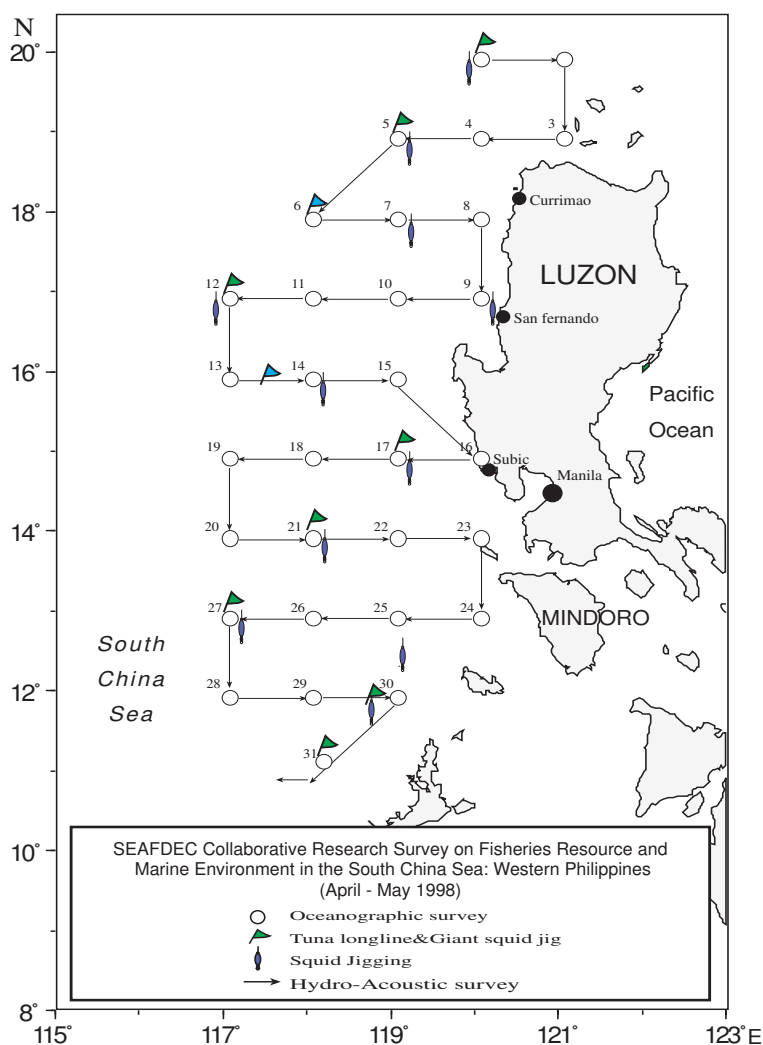 N
20°
5
4
3
18°
6
7
8
Currimao
LUZON
12
11
10
9
San fernando
16°
13
14
15
Pacific
Ocean
19
18
17
16
Subic
Manila
14°
20
21
22
23
27
26
25
24
MINDORO
South
China
Sea
12°
28
29
30
31
10°
SEAFDEC Collaborative Research Survey on Fisheries Resource and
Marine Environment in the South China Sea: Western Philippines
(April - May 1998)
Oceanographic survey
Tuna longline&Giant squid jig
Squid Jigging
Hydro-Acoustic survey
8°
115° 117° 119° 121° 123° E